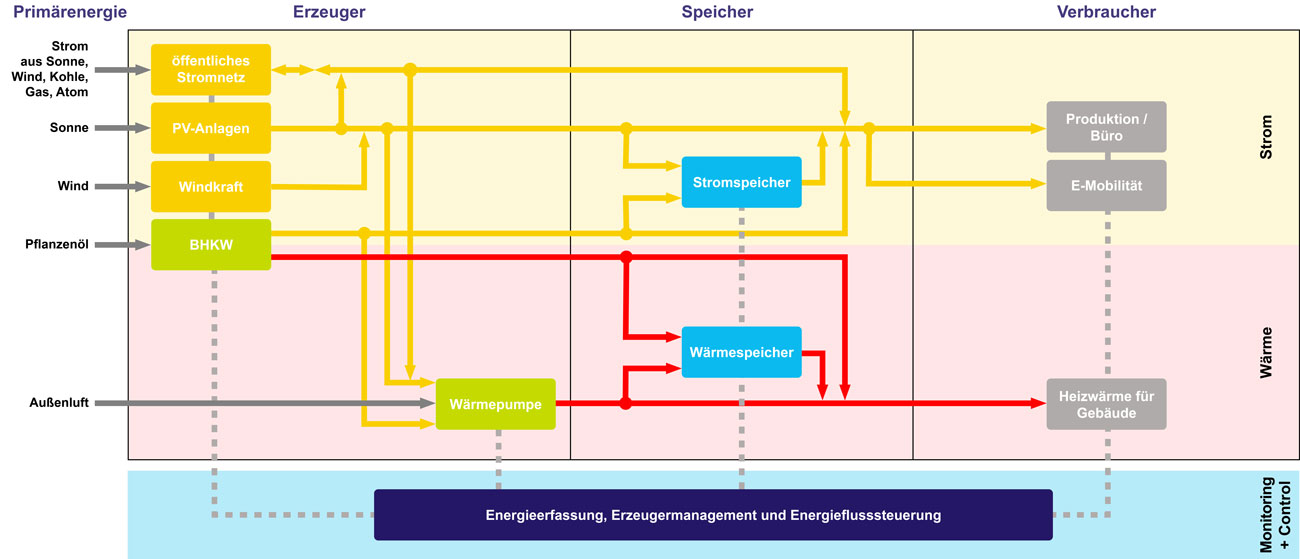 Primärenergie
Erzeuger
Speicher
Verbraucher
Strom
aus Sonne,
Wind, Kohle,
Gas, Atom
öffentliches
Stromnetz
Sonne
PV-Anlagen
Produktion /
Büro
Strom
Wind
Windkraft
Stromspeicher
E-Mobilität
Pflanzenöl
BHKW
Wärmespeicher
Wärme
Außenluft
Wärmepumpe
Heizwärme für
Gebäude
Energieerfassung, Erzeugermanagement und Energieflusssteuerung
Monitoring
+ Control